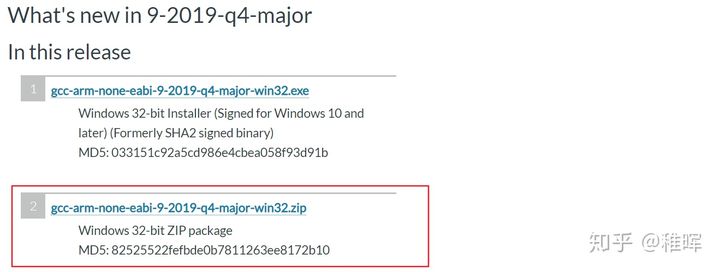 What's new in 9-2019-q4-major
In this release
1 gcc-arm-none-eabi-9-2019-q4-major-win32.exe
Windows 32-bit Installer (Signed for Windows 10 and
later) (Formerly SHA2 signed binary)
MD5: 033151c92a5cd986e4cbea058f93d91b
2 gcc-arm-none-eabi-9-2019-q4-major-win32.zip
Windows 32-bit ZIP package
MD5: 82525522fefbde0b7811263ee8172b10
知乎 @稚晖